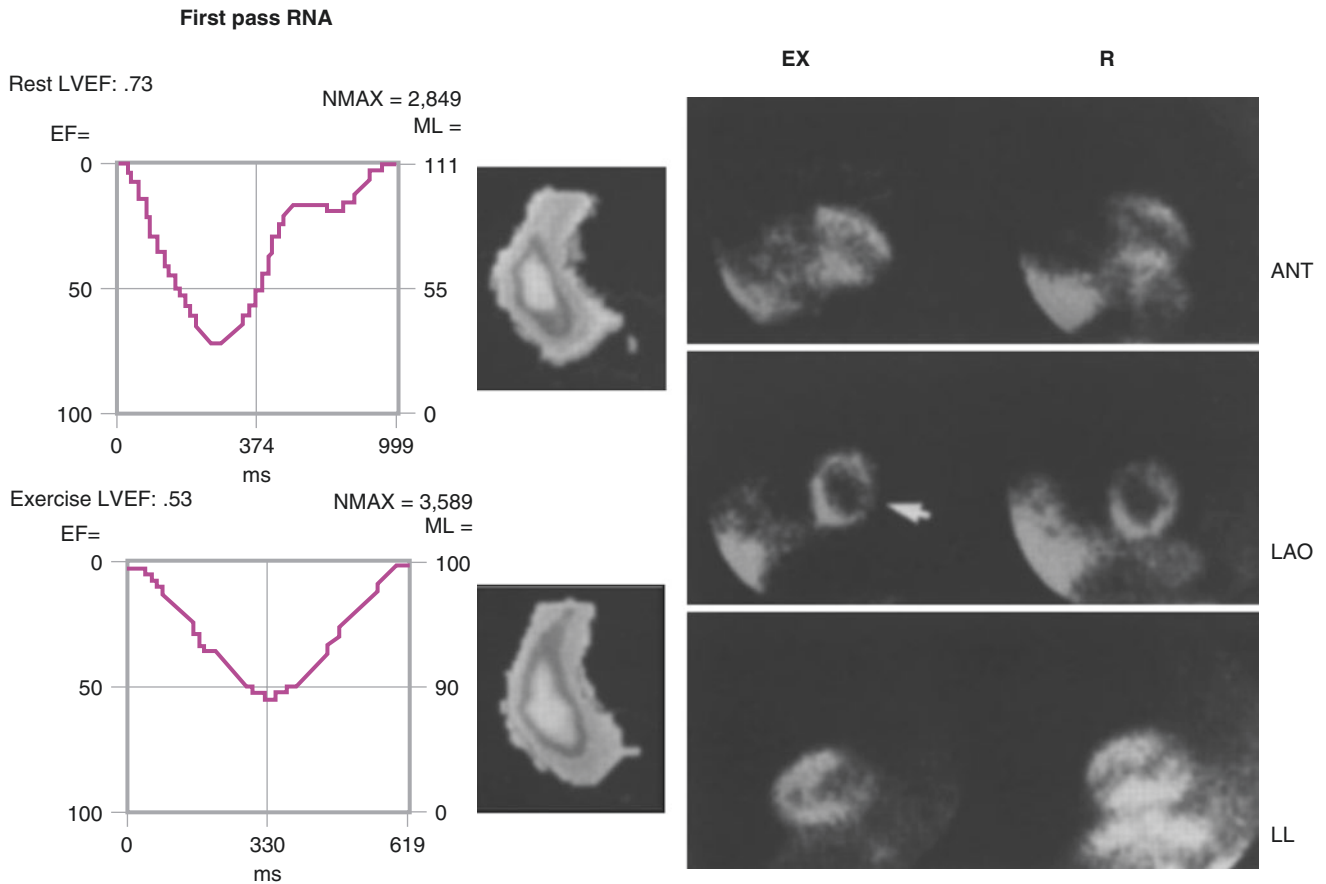 First pass RNA
EX
R
Rest LVEF: .73
NMAX = 2,849
ML =
EF=
0
111
50
55
100
0
0
374
999
ms
Exercise LVEF: .53
NMAX = 3,589
ML =
EF=
0
100
50
90
100
0
0
330
619
ms
ANT
LAO
LL